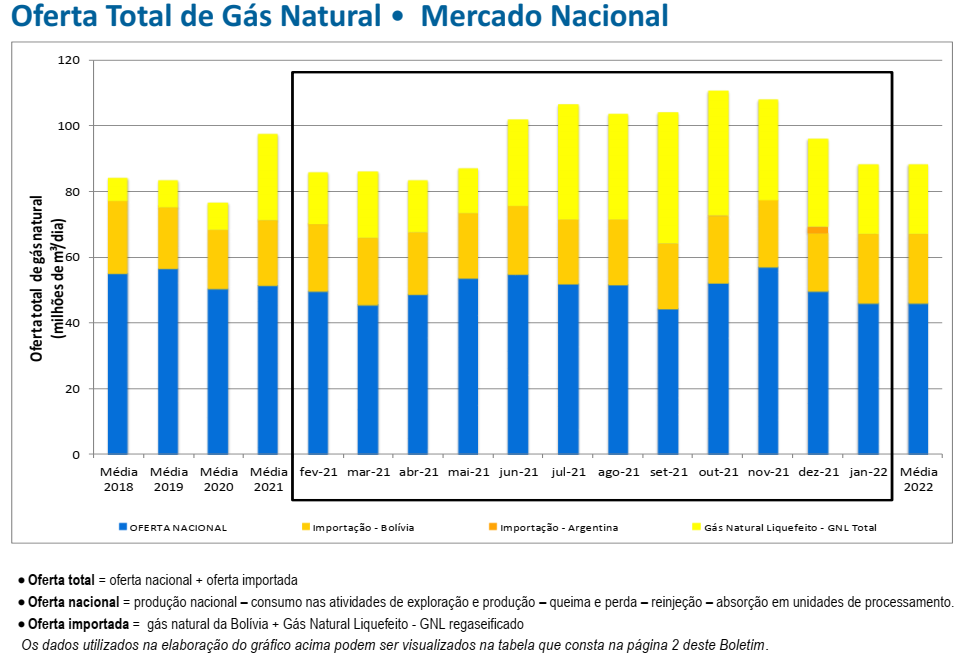 Oferta Total de Gás Natural • Mercado Nacional
120
100
80
60
40
20
0
Oferta total de gás natural
(milhões de m³/dia)
Média 2018
Média 2019
Média 2020
Média 2021
fev-21
mar-21
abr-21
mai-21
jun-21
jul-21
ago-21
set-21
out-21
nov-21
dez-21
jan-22
Média 2022
OFERTA NACIONAL
Importação - Bolívia
Importação - Argentina
Gás Natural Liquefeito - GNL Total
• Oferta total = oferta nacional + oferta importada
• Oferta nacional = produção nacional – consumo nas atividades de exploração e produção – queima e perda – reinjeção – absorção em unidades de processamento.
• Oferta importada = gás natural da Bolívia + Gás Natural Liquefeito - GNL regaseificado
Os dados utilizados na elaboração do gráfico acima podem ser visualizados na tabela que consta na página 2 deste Boletim.